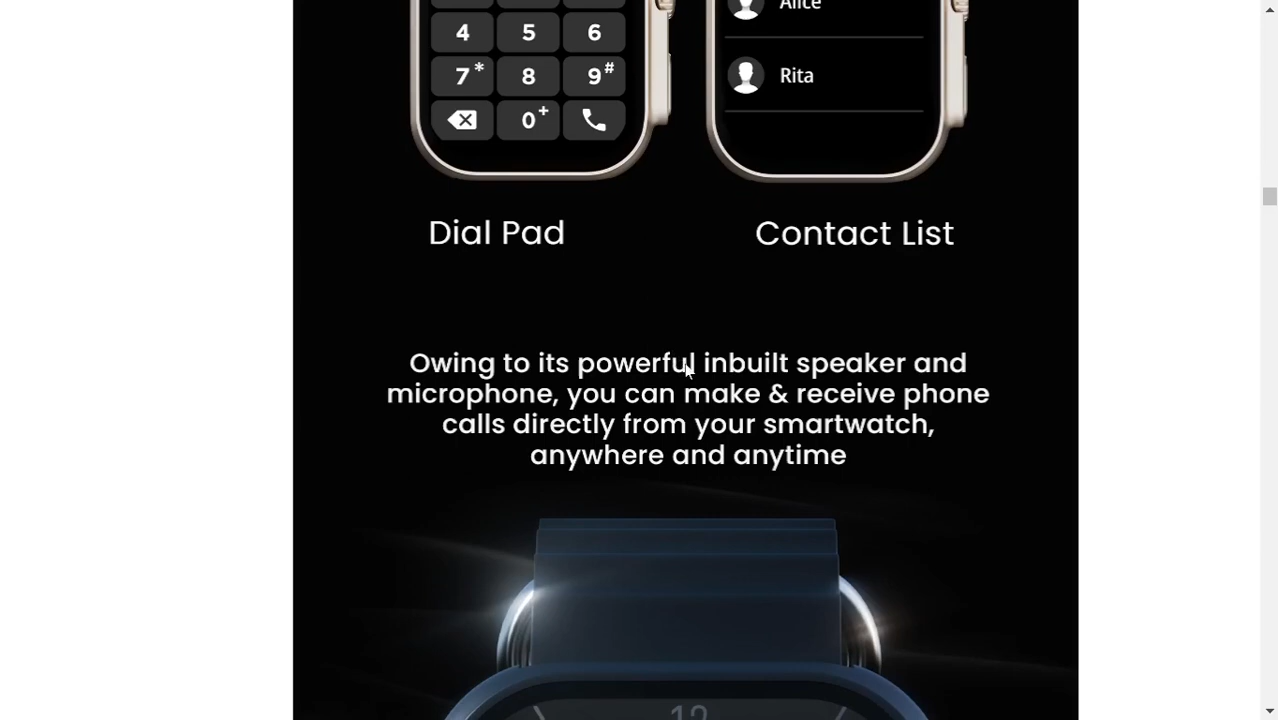 Alice
4 5 6
7* 8 9#
Rita
0+
Dial Pad
Contact List
Owing to its powerful inbuilt speaker and
microphone, you can make & receive phone
calls directly from your smartwatch,
anywhere and anytime
12